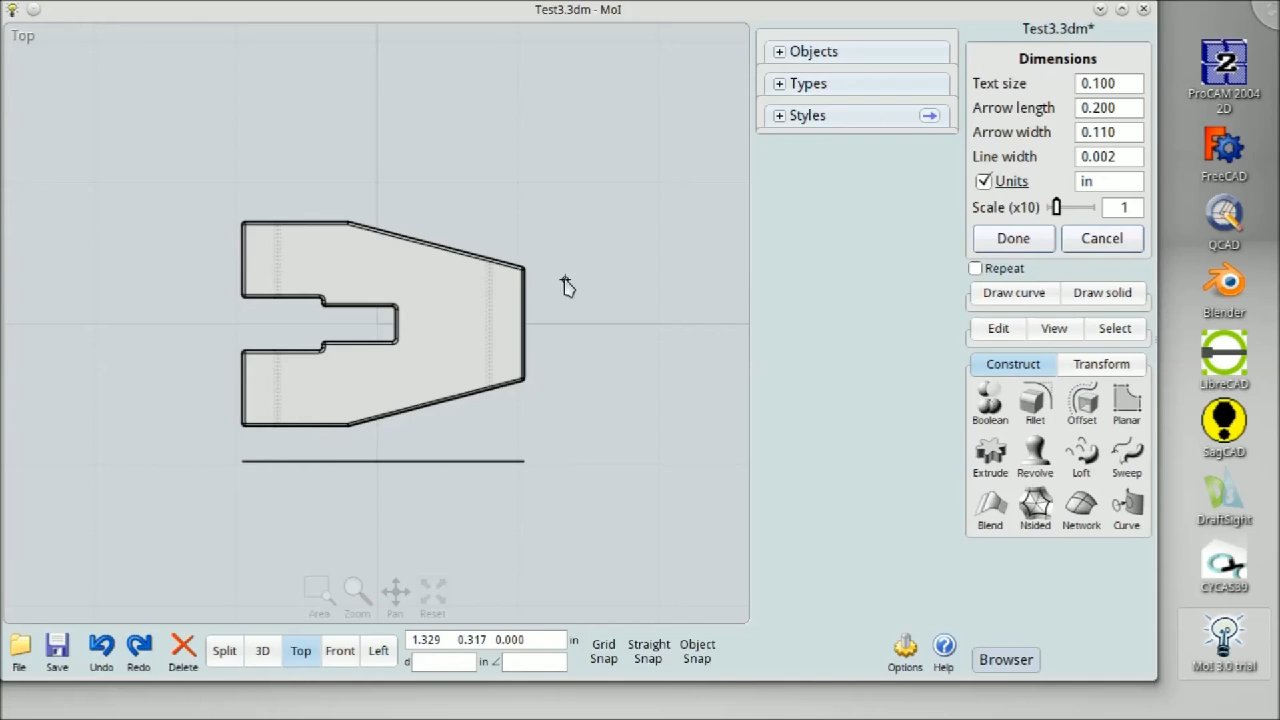 Test3.3dm - MoI
Top
Objects
Types
Styles
Test3.3dm*
Dimensions
Text size 0.100
Arrow length 0.200
Arrow width 0.110
Line width 0.002
Units in
Scale (x10) 1
Done Cancel
Repeat
Draw curve Draw solid
Edit View Select
Construct Transform
Boolean Fillet Offset Planar
Extrude Revolve Loft Sweep
Blend Nsided Network Curve
Area Zoom Pan Reset
File Save Undo Redo Delete
Split 3D Top Front Left
1.329 0.317 0.000 in
d in
Grid Snap
Straight Snap
Object Snap
Options Help
Browser
ProCAM 2004 2D
FreeCAD
QCAD
Blender
LibreCAD
SagCAD
DraftSight
CYCAS39
MoI 3.0 trial